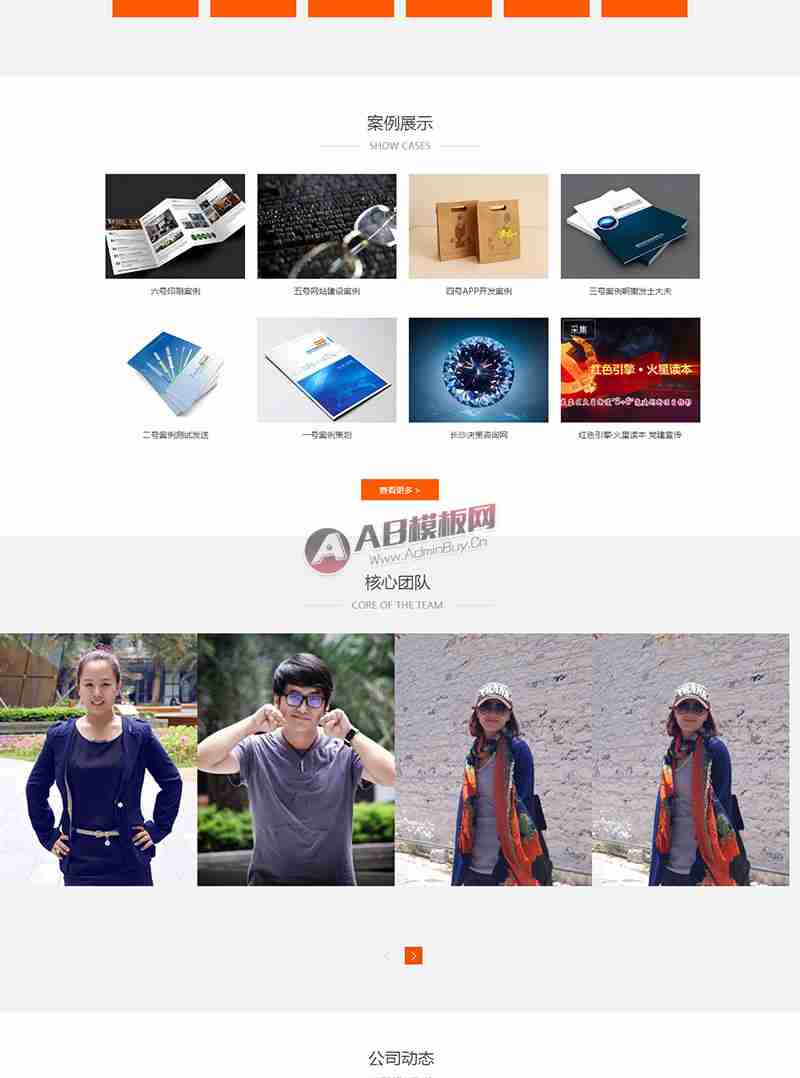 案例展示
SHOW CASES
六号印刷案例
五号网站建设案例
四号APP开发案例
三号案例明朝发士大夫
采集
红色引擎·火星读本
二号案例测试发送
一号案例策划
长沙决策咨询网
红色引擎·火星读本 党建宣传
查看更多 >
AB模板网
Www.AdminBuy.Cn
核心团队
CORE OF THE TEAM
公司动态